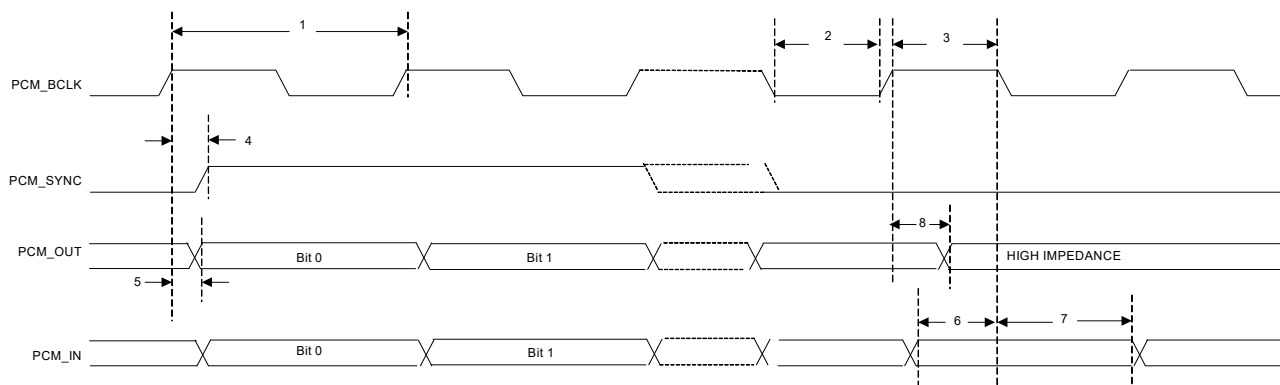 1
2
3
PCM_BCLK
4
PCM_SYNC
8
PCM_OUT
Bit 0
Bit 1
HIGH IMPEDANCE
5
6
7
PCM_IN
Bit 0
Bit 1